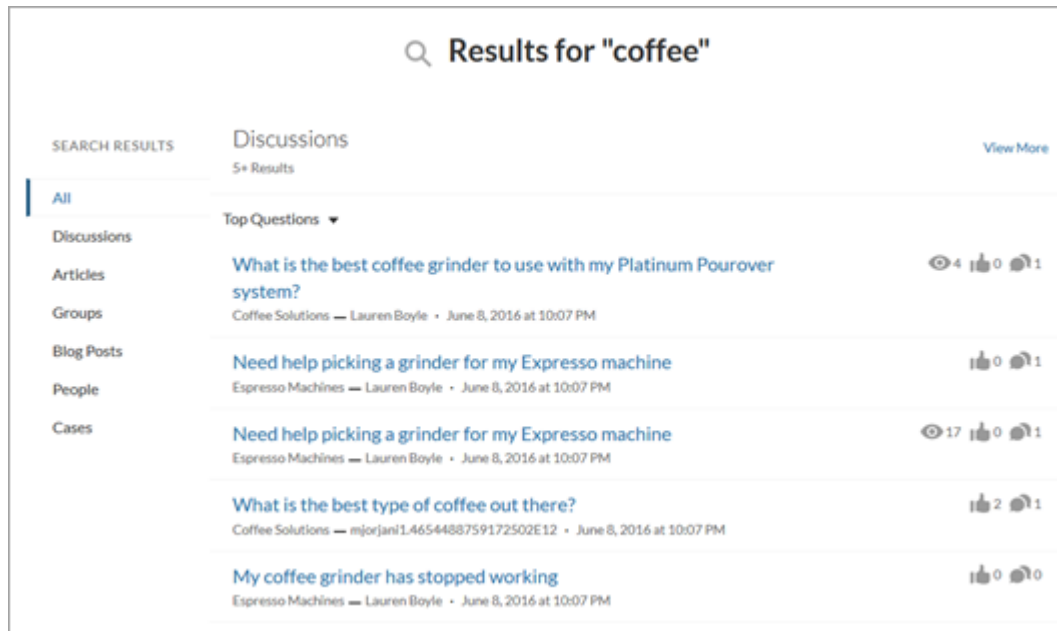 Results for "coffee"
SEARCH RESULTS
All
Discussions
Articles
Groups
Blog Posts
People
Cases
Discussions
5+ Results
View More
Top Questions
What is the best coffee grinder to use with my Platinum Pourover
system?
4 0 1
Coffee Solutions — Lauren Boyle • June 8, 2016 at 10:07 PM
Need help picking a grinder for my Expresso machine
0 1
Espresso Machines — Lauren Boyle • June 8, 2016 at 10:07 PM
Need help picking a grinder for my Expresso machine
17 0 1
Espresso Machines — Lauren Boyle • June 8, 2016 at 10:07 PM
What is the best type of coffee out there?
2 1
Coffee Solutions — mjorjani1.4654488759172502E12 • June 8, 2016 at 10:07 PM
My coffee grinder has stopped working
0 0
Espresso Machines — Lauren Boyle • June 8, 2016 at 10:07 PM